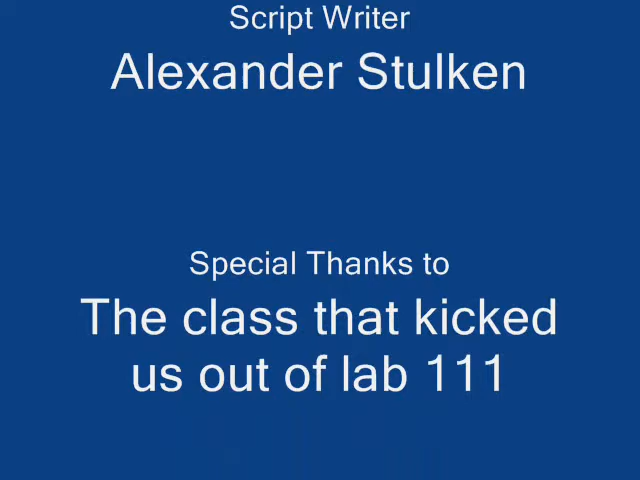 Script Writer
Alexander Stulken
Special Thanks to
The class that kicked
us out of lab 111